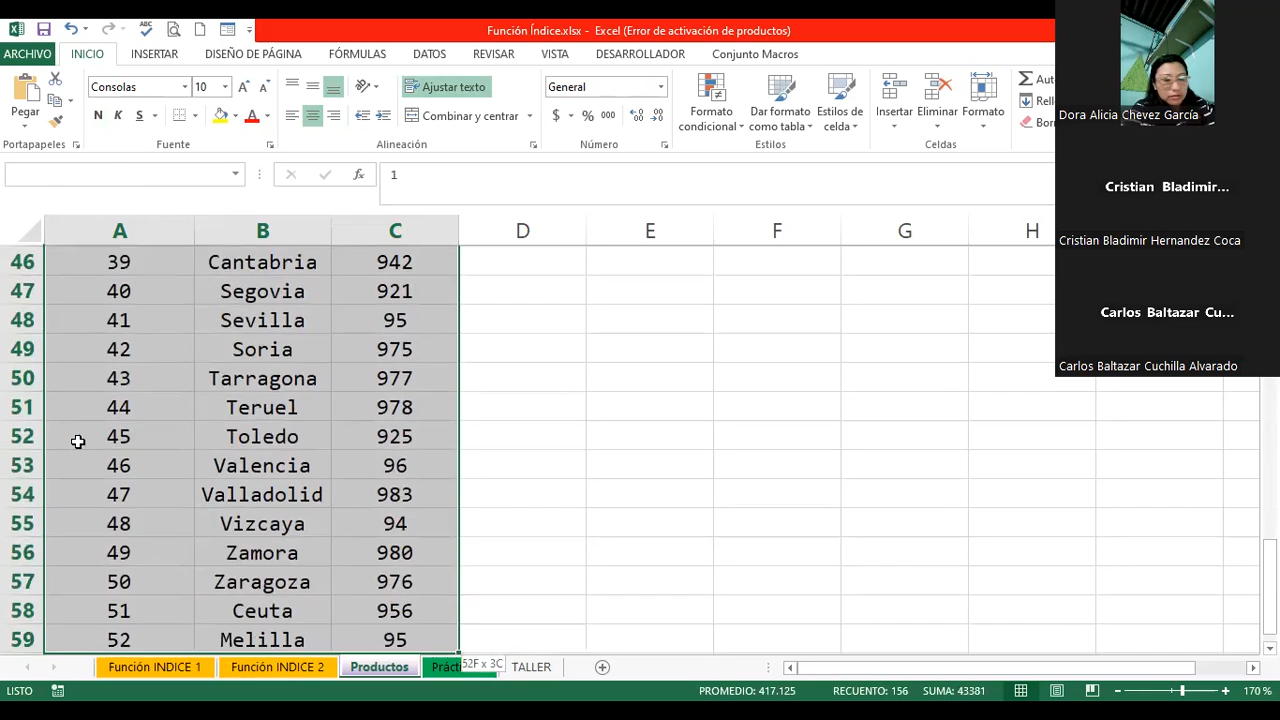 Función Índice.xlsx - Excel (Error de activación de productos)
ARCHIVO INICIO INSERTAR DISEÑO DE PÁGINA FÓRMULAS DATOS REVISAR VISTA DESARROLLADOR Conjunto Macros
Pegar
Portapapeles
Consolas 10
N K S
Fuente
Ajustar texto
Combinar y centrar
Alineación
General
$ % 000
Número
Formato condicional
Dar formato como tabla
Estilos de celda
Estilos
Insertar Eliminar Formato
Celdas
Σ Auto
Rell
Borr
1
A B C D E F G H
46 39 Cantabria 942
47 40 Segovia 921
48 41 Sevilla 95
49 42 Soria 975
50 43 Tarragona 977
51 44 Teruel 978
52 45 Toledo 925
53 46 Valencia 96
54 47 Valladolid 983
55 48 Vizcaya 94
56 49 Zamora 980
57 50 Zaragoza 976
58 51 Ceuta 956
59 52 Melilla 95
Función INDICE 1 Función INDICE 2 Productos Prácti 52F x 3C TALLER
LISTO PROMEDIO: 417.125 RECUENTO: 156 SUMA: 43381 170 %
Dora Alicia Chevez García
Cristian Bladimir...
Cristian Bladimir Hernandez Coca
Carlos Baltazar Cu...
Carlos Baltazar Cuchilla Alvarado